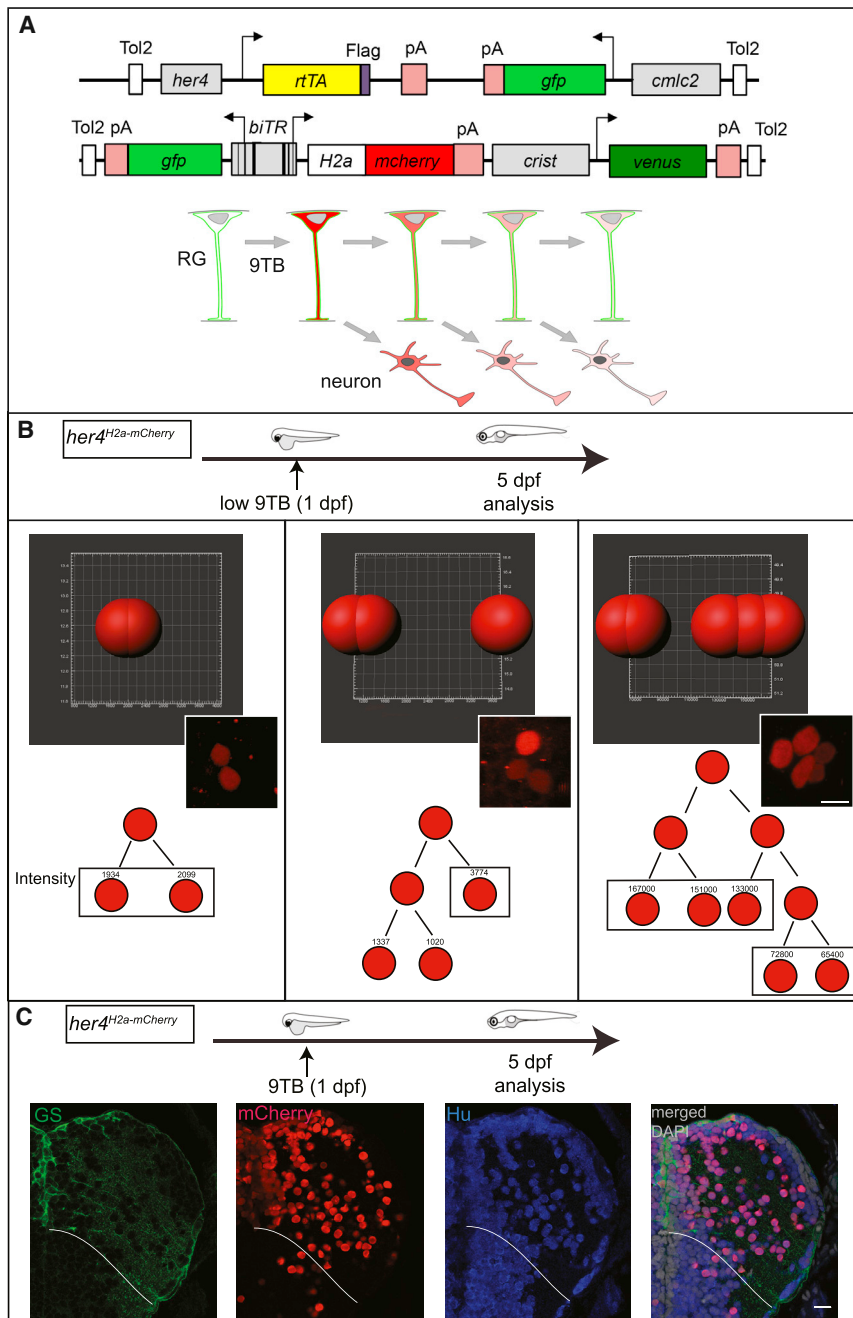 A
Tol2 her4 rtTA Flag pA pA gfp cmlc2 Tol2
Tol2 pA gfp biTR H2a mcherry pA crist venus pA Tol2
RG 9TB
neuron
B
her4H2a-mCherry
low 9TB (1 dpf)
5 dpf
analysis
Intensity
1934 2099
3774
1337 1020
167000 151000 133000
72800 65400
C
her4H2a-mCherry
9TB (1 dpf)
5 dpf
analysis
GS
mCherry
Hu
merged
DAPI